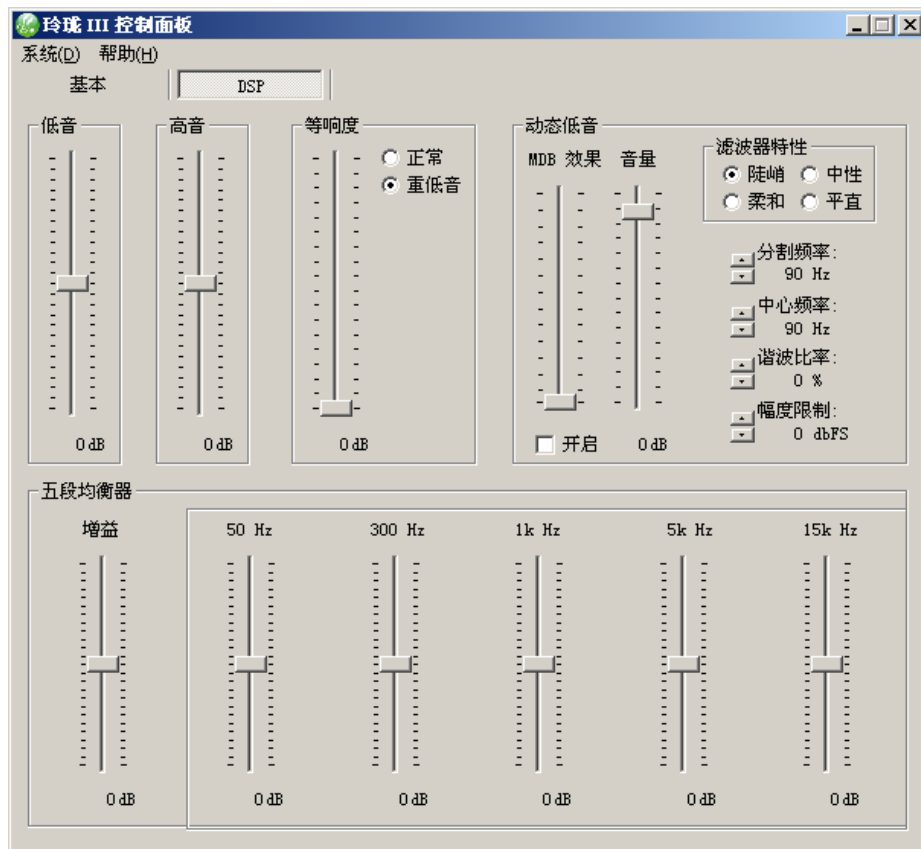 玲珑 III 控制面板
系统(D) 帮助(H)
基本 DSP
低音 高音 等响度 动态低音
正常
重低音
MDB 效果 音量
滤波器特性
陡峭 中性
柔和 平直
分割频率:
90 Hz
中心频率:
90 Hz
谐波比率:
0 %
幅度限制:
0 dbFS
0 dB 0 dB 0 dB 开启 0 dB
五段均衡器
增益 50 Hz 300 Hz 1k Hz 5k Hz 15k Hz
0 dB 0 dB 0 dB 0 dB 0 dB 0 dB